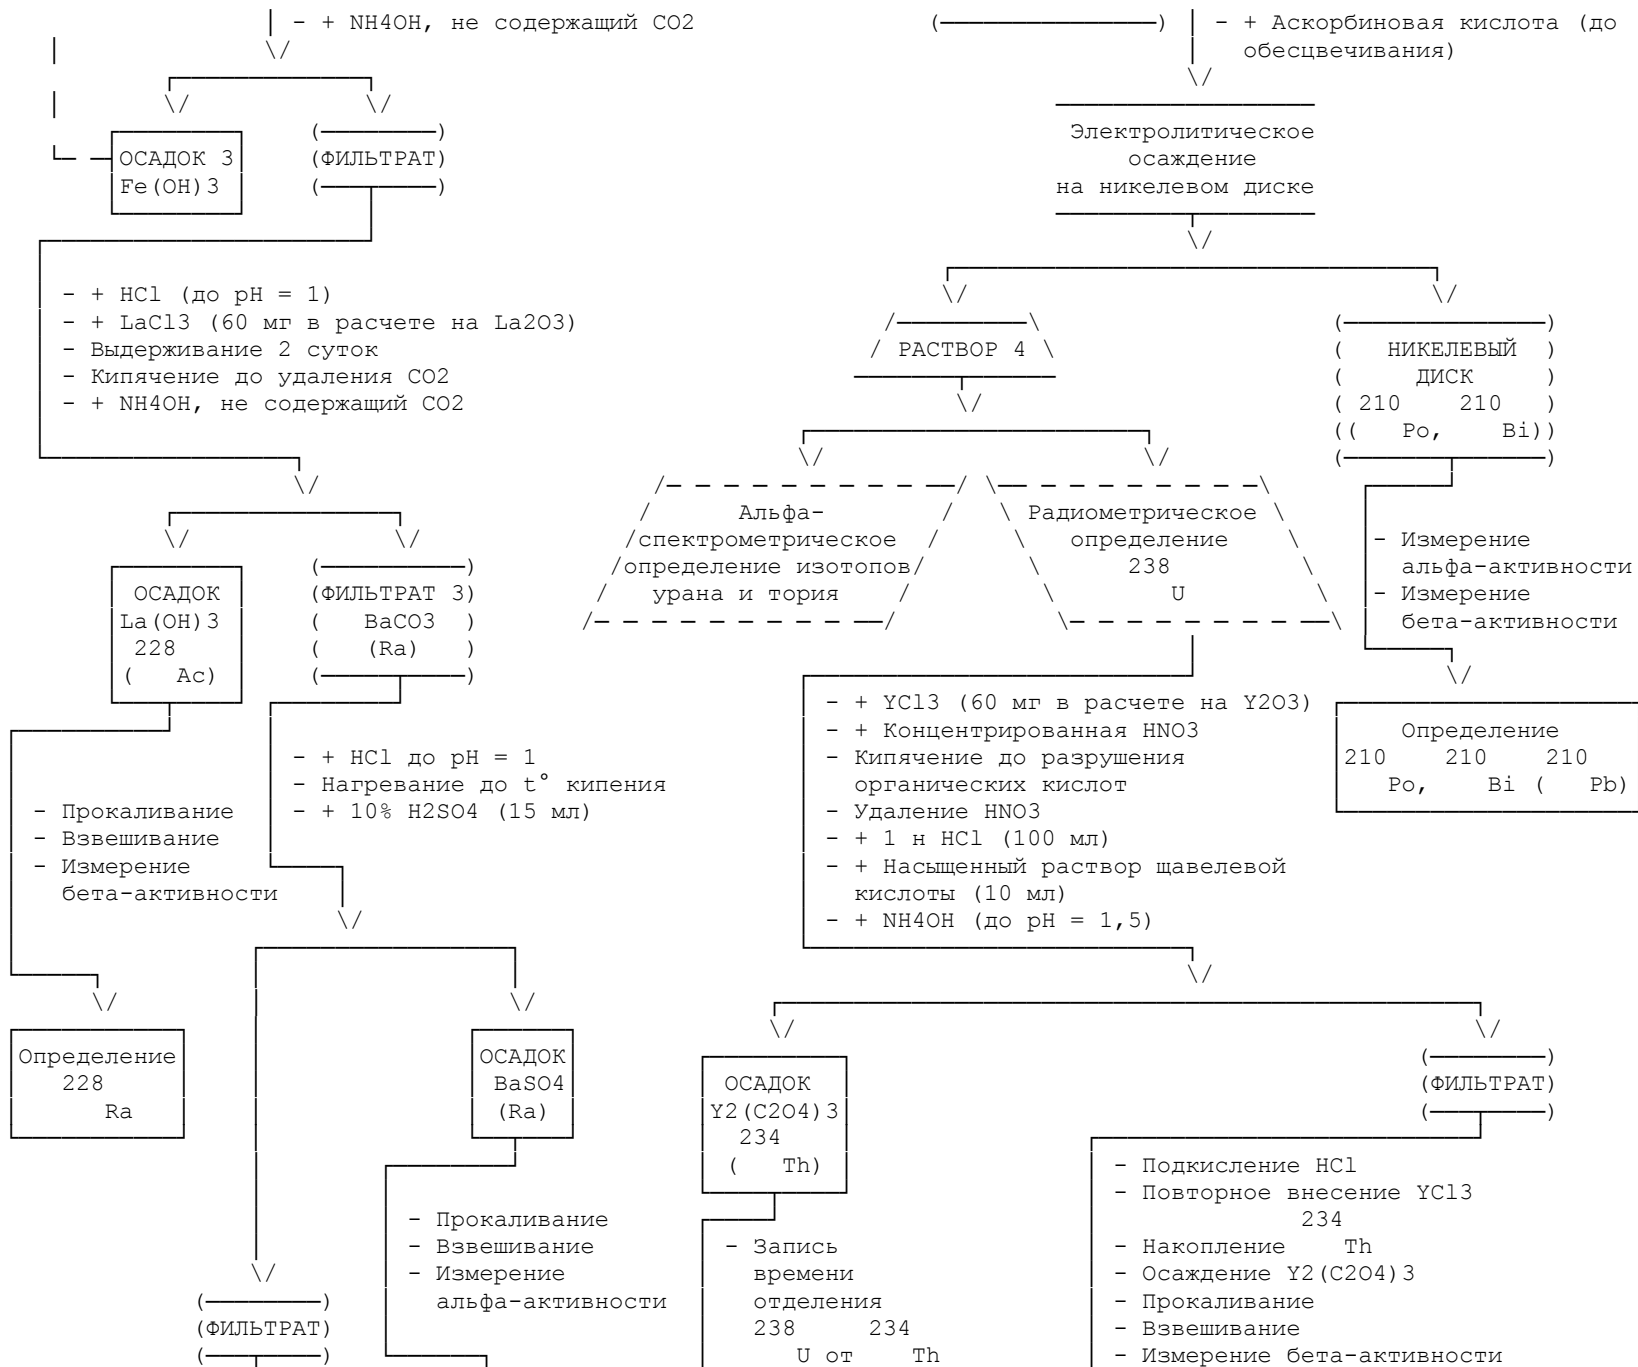 - + NH4OH, не содержащий CO2
- + Аскорбиновая кислота (до
обесцвечивания)
ОСАДОК 3
Fe(OH)3
(ФИЛЬТРАТ)
Электролитическое
осаждение
на никелевом диске
- + HCl (до pH = 1)
- + LaCl3 (60 мг в расчете на La2O3)
- Выдерживание 2 суток
- Кипячение до удаления CO2
- + NH4OH, не содержащий CO2
РАСТВОР 4
НИКЕЛЕВЫЙ
ДИСК
210 210
(Po, Bi)
Альфа-
спектрометрическое
определение изотопов
урана и тория
Радиометрическое
определение
238
U
- Измерение
альфа-активности
- Измерение
бета-активности
ОСАДОК
La(OH)3
228
( Ac)
(ФИЛЬТРАТ 3)
( BaCO3 )
( (Ra) )
- + YCl3 (60 мг в расчете на Y2O3)
- + Концентрированная HNO3
- Кипячение до разрушения
органических кислот
- Удаление HNO3
- + 1 н HCl (100 мл)
- + Насыщенный раствор щавелевой
кислоты (10 мл)
- + NH4OH (до pH = 1,5)
Определение
210 210 210
Po, Bi ( Pb)
- + HCl до pH = 1
- Нагревание до t° кипения
- + 10% H2SO4 (15 мл)
- Прокаливание
- Взвешивание
- Измерение
бета-активности
Определение
228
Ra
ОСАДОК
BaSO4
(Ra)
ОСАДОК
Y2(C2O4)3
234
( Th)
(ФИЛЬТРАТ)
- Подкисление HCl
- Повторное внесение YCl3
234
- Накопление Th
- Осаждение Y2(C2O4)3
- Прокаливание
- Взвешивание
- Измерение бета-активности
- Прокаливание
- Взвешивание
- Измерение
альфа-активности
- Запись
времени
отделения
238 234
U от Th
(ФИЛЬТРАТ)